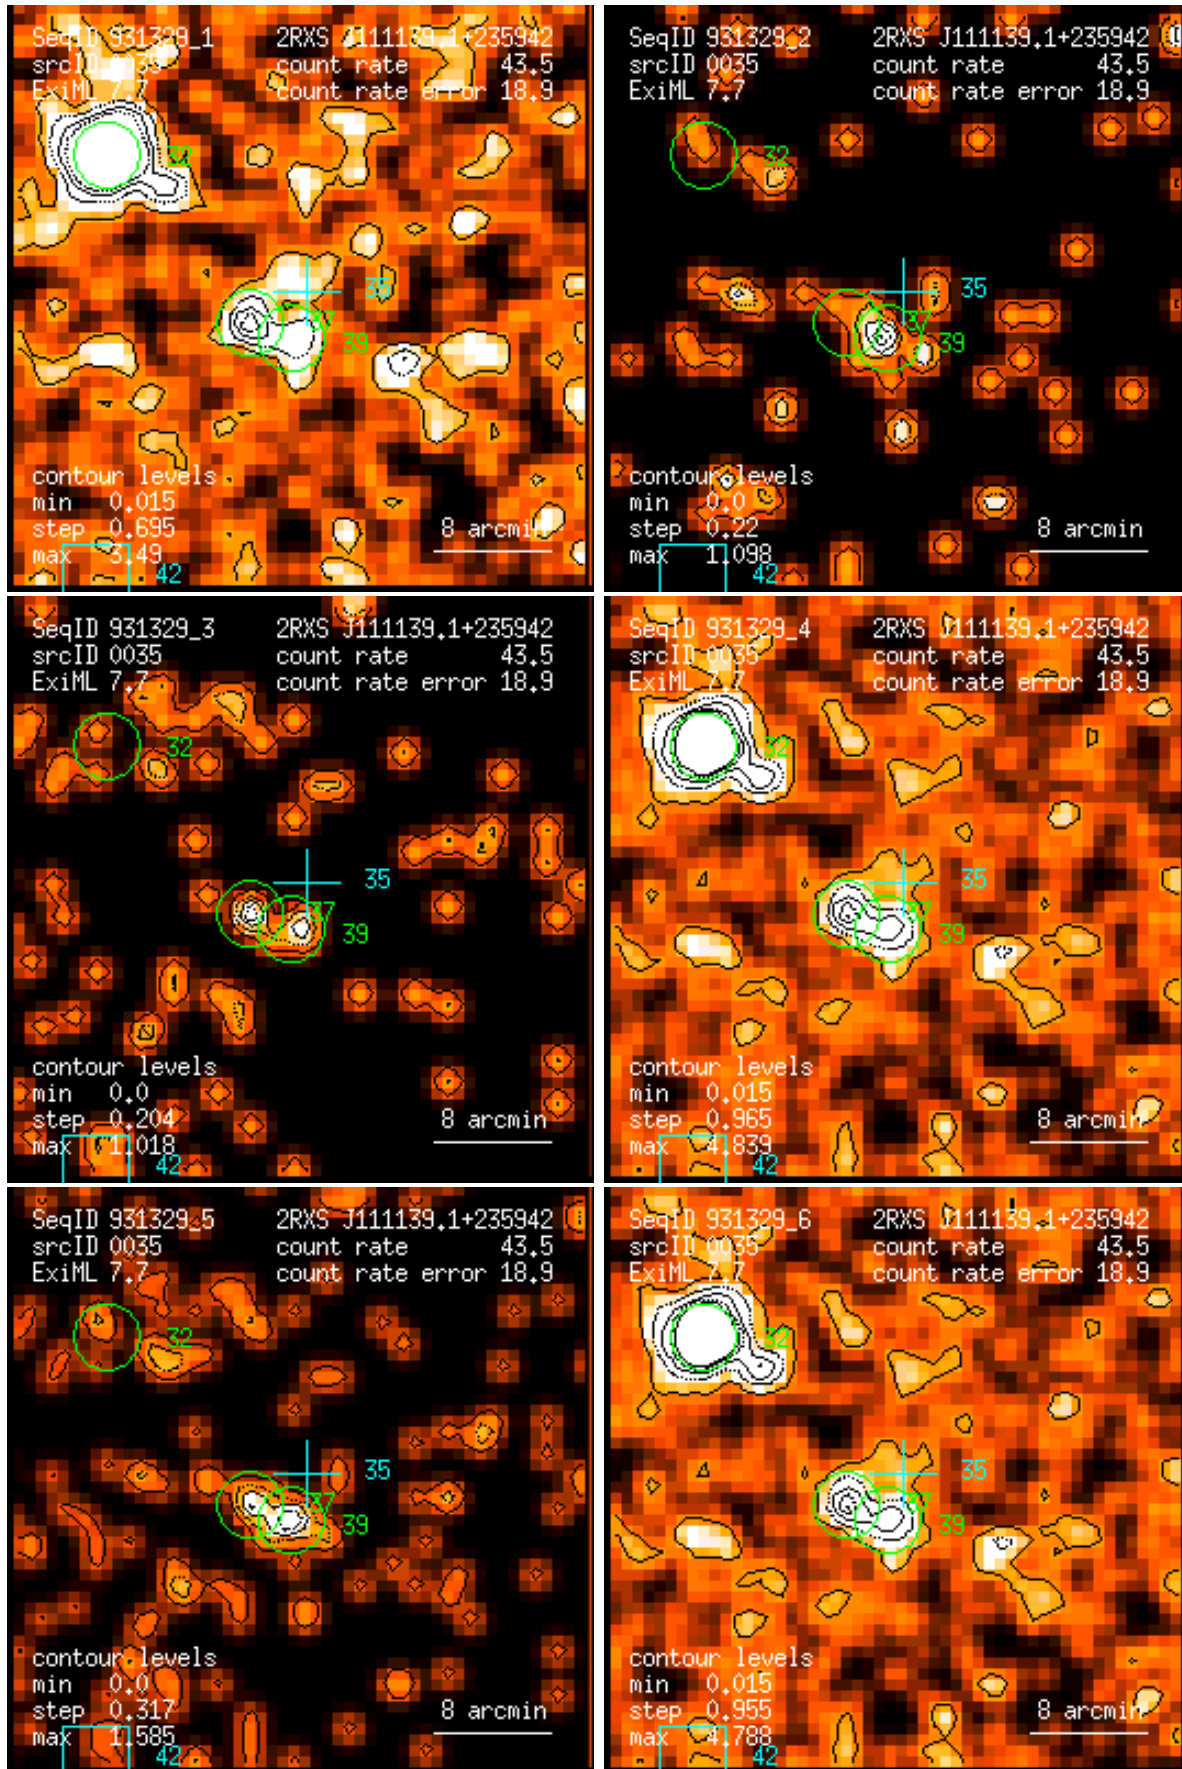 SeqID 931329_1 2RXS J111139.1+235942
srcID 0035 count rate 43.5
ExiML 7.7 count rate error 18.9
32
35
37
39
contour levels
min 0.015
step 0.695 8 arcmin
max 3.49
42
SeqID 931329_2 2RXS J111139.1+235942
srcID 0035 count rate 43.5
ExiML 7.7 count rate error 18.9
32
35
37
39
contour levels
min 0.0
step 0.22 8 arcmin
max 1.098
42
SeqID 931329_3 2RXS J111139.1+235942
srcID 0035 count rate 43.5
ExiML 7.7 count rate error 18.9
32
35
37
39
contour levels
min 0.0
step 0.204 8 arcmin
max 1.018
42
SeqID 931329_4 2RXS J111139.1+235942
srcID 0035 count rate 43.5
ExiML 7.7 count rate error 18.9
32
35
37
39
contour levels
min 0.015
step 0.965 8 arcmin
max 4.839
42
SeqID 931329_5 2RXS J111139.1+235942
srcID 0035 count rate 43.5
ExiML 7.7 count rate error 18.9
32
35
37
39
contour levels
min 0.0
step 0.317 8 arcmin
max 1.585
42
SeqID 931329_6 2RXS J111139.1+235942
srcID 0035 count rate 43.5
ExiML 7.7 count rate error 18.9
32
35
37
39
contour levels
min 0.015
step 0.955 8 arcmin
max 4.788
42